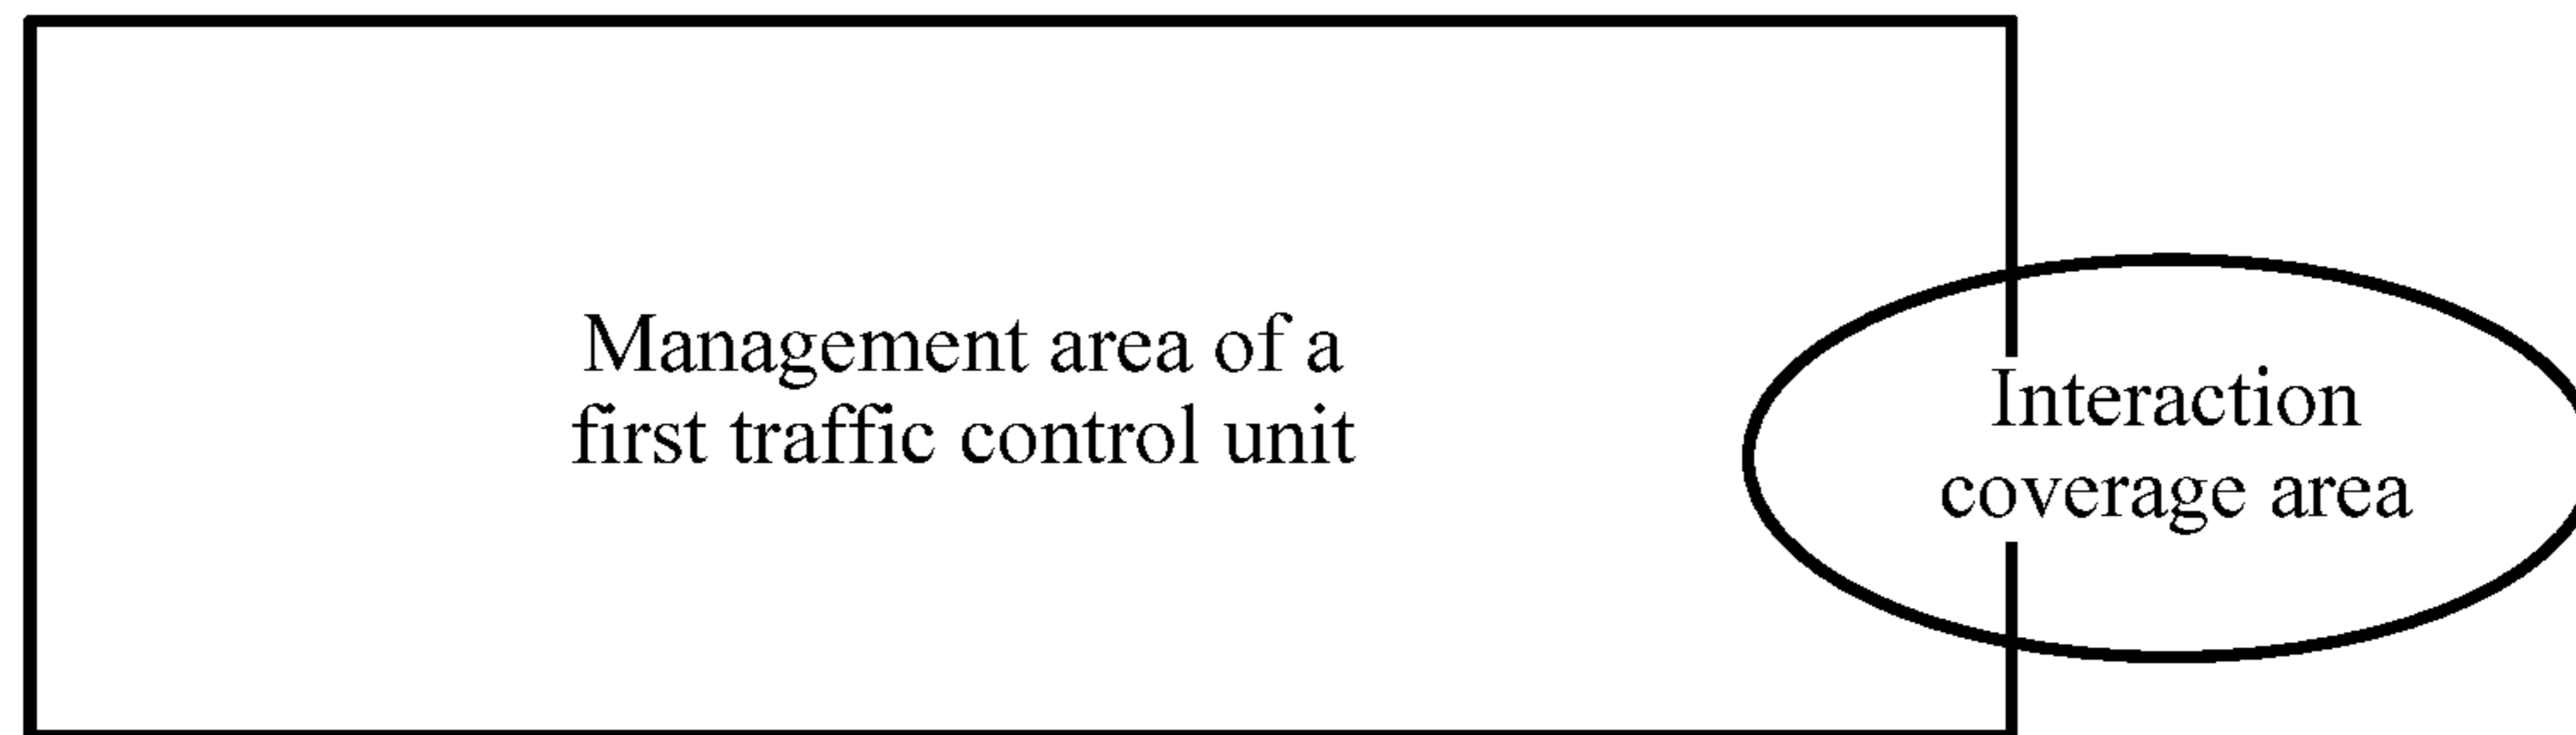 Management area of a
first traffic control unit
Interaction
coverage area